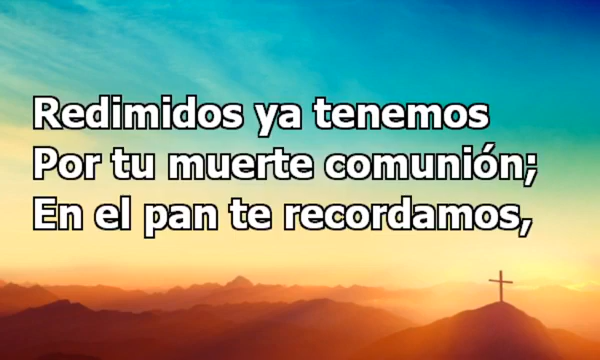 Redimidos ya tenemos
Por tu muerte comunión;
En el pan te recordamos,